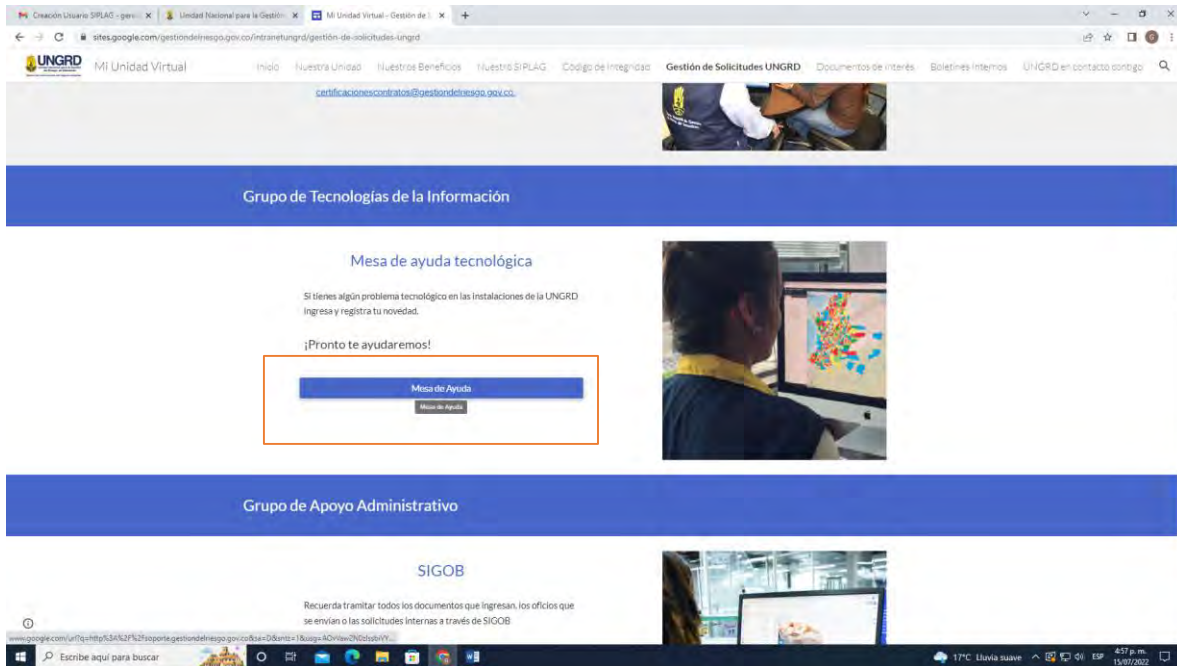 Creación Usuario SIPLAG - geren
Unidad Nacional para la Gestión
Mi Unidad Virtual - Gestión de S
sites.google.com/gestiondelriesgo.gov.co/intranetungrd/gestión-de-solicitudes-ungrd
UNGRD
Mi Unidad Virtual
Inicio
Nuestra Unidad
Nuestros Beneficios
Nuestro SIPLAG
Código de Integridad
Gestión de Solicitudes UNGRD
Documentos de interés
Boletines Internos
UNGRD en contacto contigo
certificacionescontratos@gestiondelriesgo.gov.co.
Grupo de Tecnologías de la Información
Mesa de ayuda tecnológica
Si tienes algún problema tecnológico en las instalaciones de la UNGRD
ingresa y registra tu novedad.
¡Pronto te ayudaremos!
Mesa de Ayuda
Mesa de Ayuda
Grupo de Apoyo Administrativo
SIGOB
Recuerda tramitar todos los documentos que ingresan, los oficios que
se envían o las solicitudes internas a través de SIGOB
Escribe aquí para buscar
17°C Lluvia suave
ESP
4:57 p. m.
15/07/2022